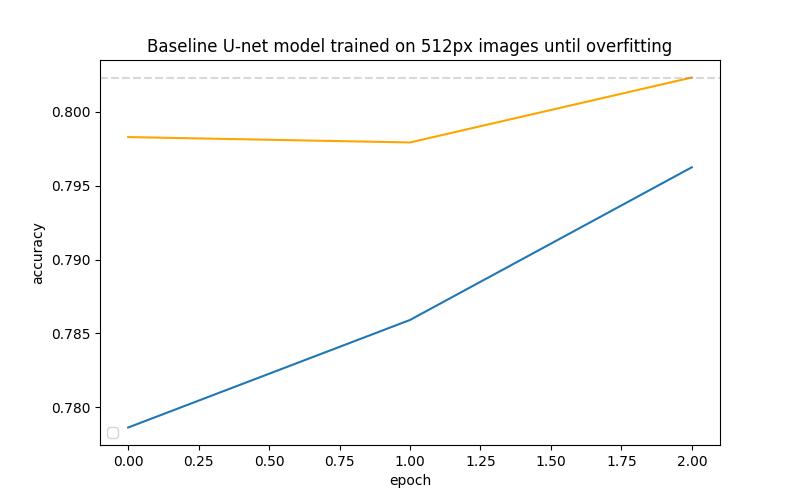 Baseline U-net model trained on 512px images until overfitting
0.800
0.795
0.790
0.785
0.780
accuracy
0.00 0.25 0.50 0.75 1.00 1.25 1.50 1.75 2.00
epoch